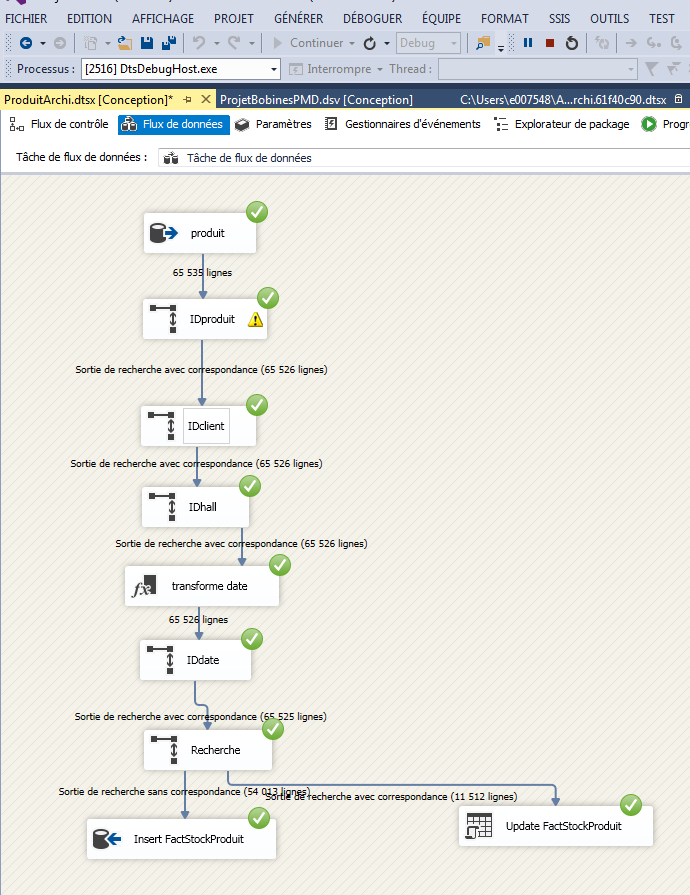 FICHIER EDITION AFFICHAGE PROJET GÉNÉRER DÉBOGUER ÉQUIPE FORMAT SSIS OUTILS TEST
Continuer Debug
Processus : [2516] DtsDebugHost.exe Interrompre Thread :
ProduitArchi.dtsx [Conception]* ProjetBobinesPMD.dsv [Conception] C:\Users\e007548\A...rchi.61f40c90.dtsx
Flux de contrôle Flux de données Paramètres Gestionnaires d'événements Explorateur de package Progr
Tâche de flux de données : Tâche de flux de données
produit
65 535 lignes
IDproduit
Sortie de recherche avec correspondance (65 526 lignes)
IDclient
Sortie de recherche avec correspondance (65 526 lignes)
IDhall
Sortie de recherche avec correspondance (65 526 lignes)
fx transforme date
65 526 lignes
IDdate
Sortie de recherche avec correspondance (65 525 lignes)
Recherche
Sortie de recherche sans correspondance (54 013 lignes)
Sortie de recherche avec correspondance (11 512 lignes)
Insert FactStockProduit
Update FactStockProduit